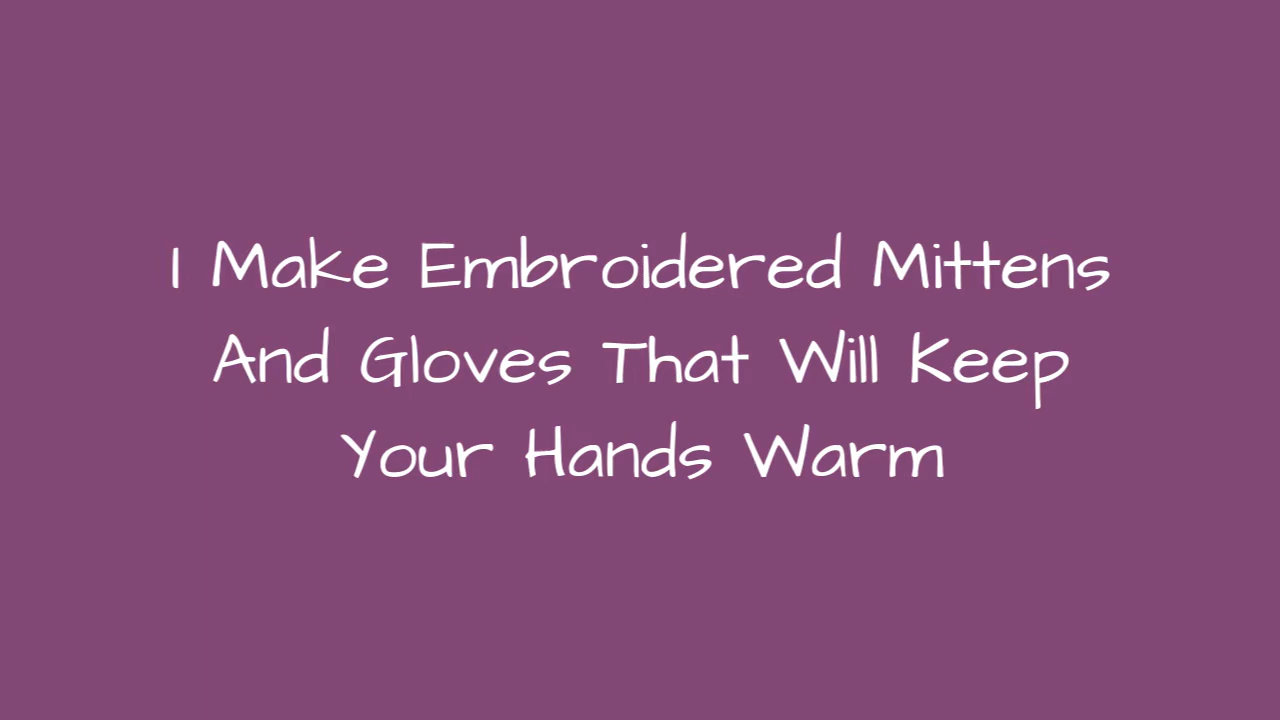 I Make Embroidered Mittens
And Gloves That Will Keep
Your Hands Warm